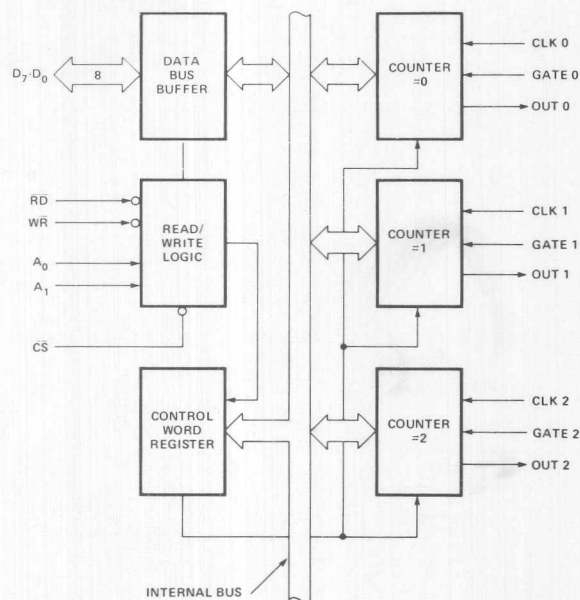 DATA
BUS
BUFFER
D7-D0
8
COUNTER
=0
CLK 0
GATE 0
OUT 0
RD
WR
A0
A1
CS
READ/
WRITE
LOGIC
COUNTER
=1
CLK 1
GATE 1
OUT 1
CONTROL
WORD
REGISTER
COUNTER
=2
CLK 2
GATE 2
OUT 2
INTERNAL BUS